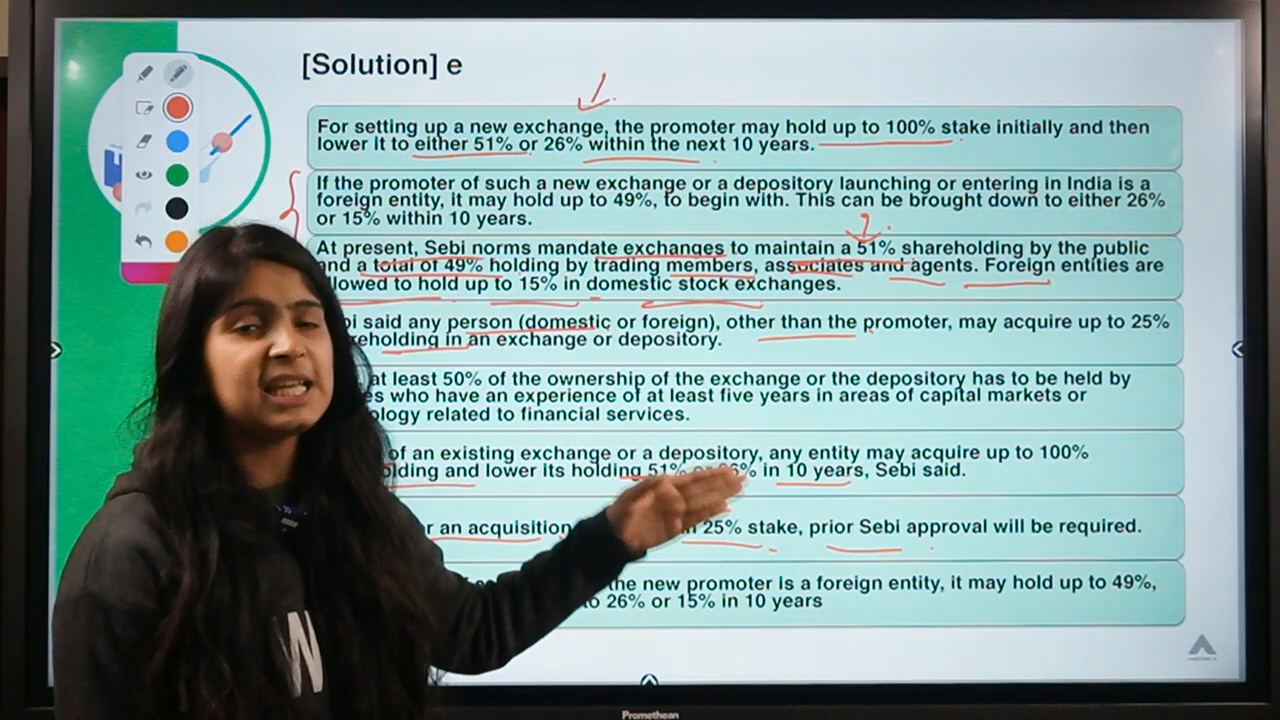 [Solution] e
For setting up a new exchange, the promoter may hold up to 100% stake initially and then
lower it to either 51% or 26% within the next 10 years.
If the promoter of such a new exchange or a depository launching or entering in India is a
foreign entity, it may hold up to 49%, to begin with. This can be brought down to either 26%
or 15% within 10 years.
At present, Sebi norms mandate exchanges to maintain a 51% shareholding by the public
and a total of 49% holding by trading members, associates and agents. Foreign entities are
llowed to hold up to 15% in domestic stock exchanges.
bi said any person (domestic or foreign), other than the promoter, may acquire up to 25%
reholding in an exchange or depository.
at least 50% of the ownership of the exchange or the depository has to be held by
es who have an experience of at least five years in areas of capital markets or
ology related to financial services.
of an existing exchange or a depository, any entity may acquire up to 100%
olding and lower its holding 51% or 26% in 10 years, Sebi said.
or an acquisition 25% stake, prior Sebi approval will be required.
the new promoter is a foreign entity, it may hold up to 49%,
to 26% or 15% in 10 years
N
Promethean